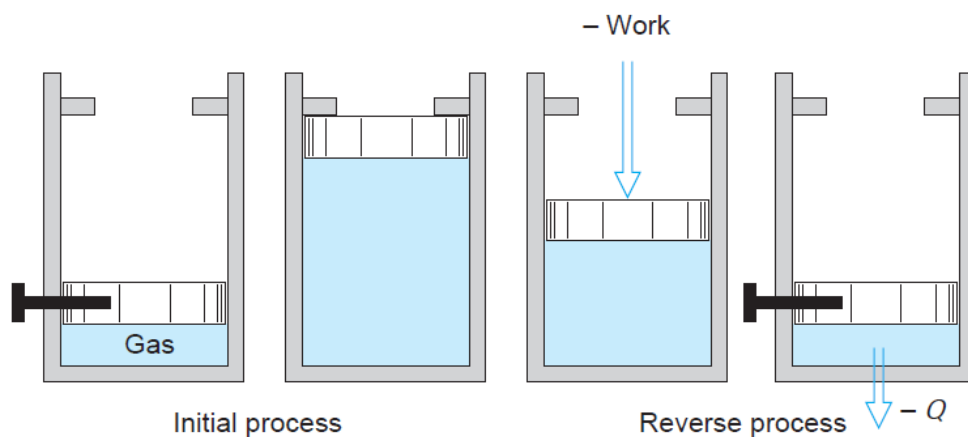 – Work
Gas
– Q
Initial process
Reverse process